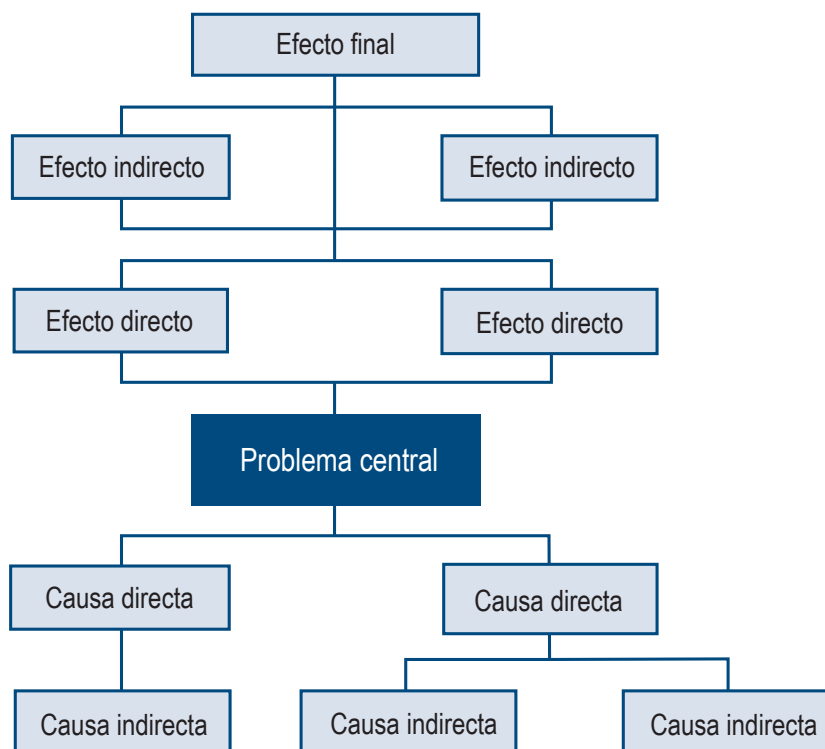 Efecto final
Efecto indirecto
Efecto indirecto
Efecto directo
Efecto directo
Problema central
Causa directa
Causa directa
Causa indirecta
Causa indirecta
Causa indirecta